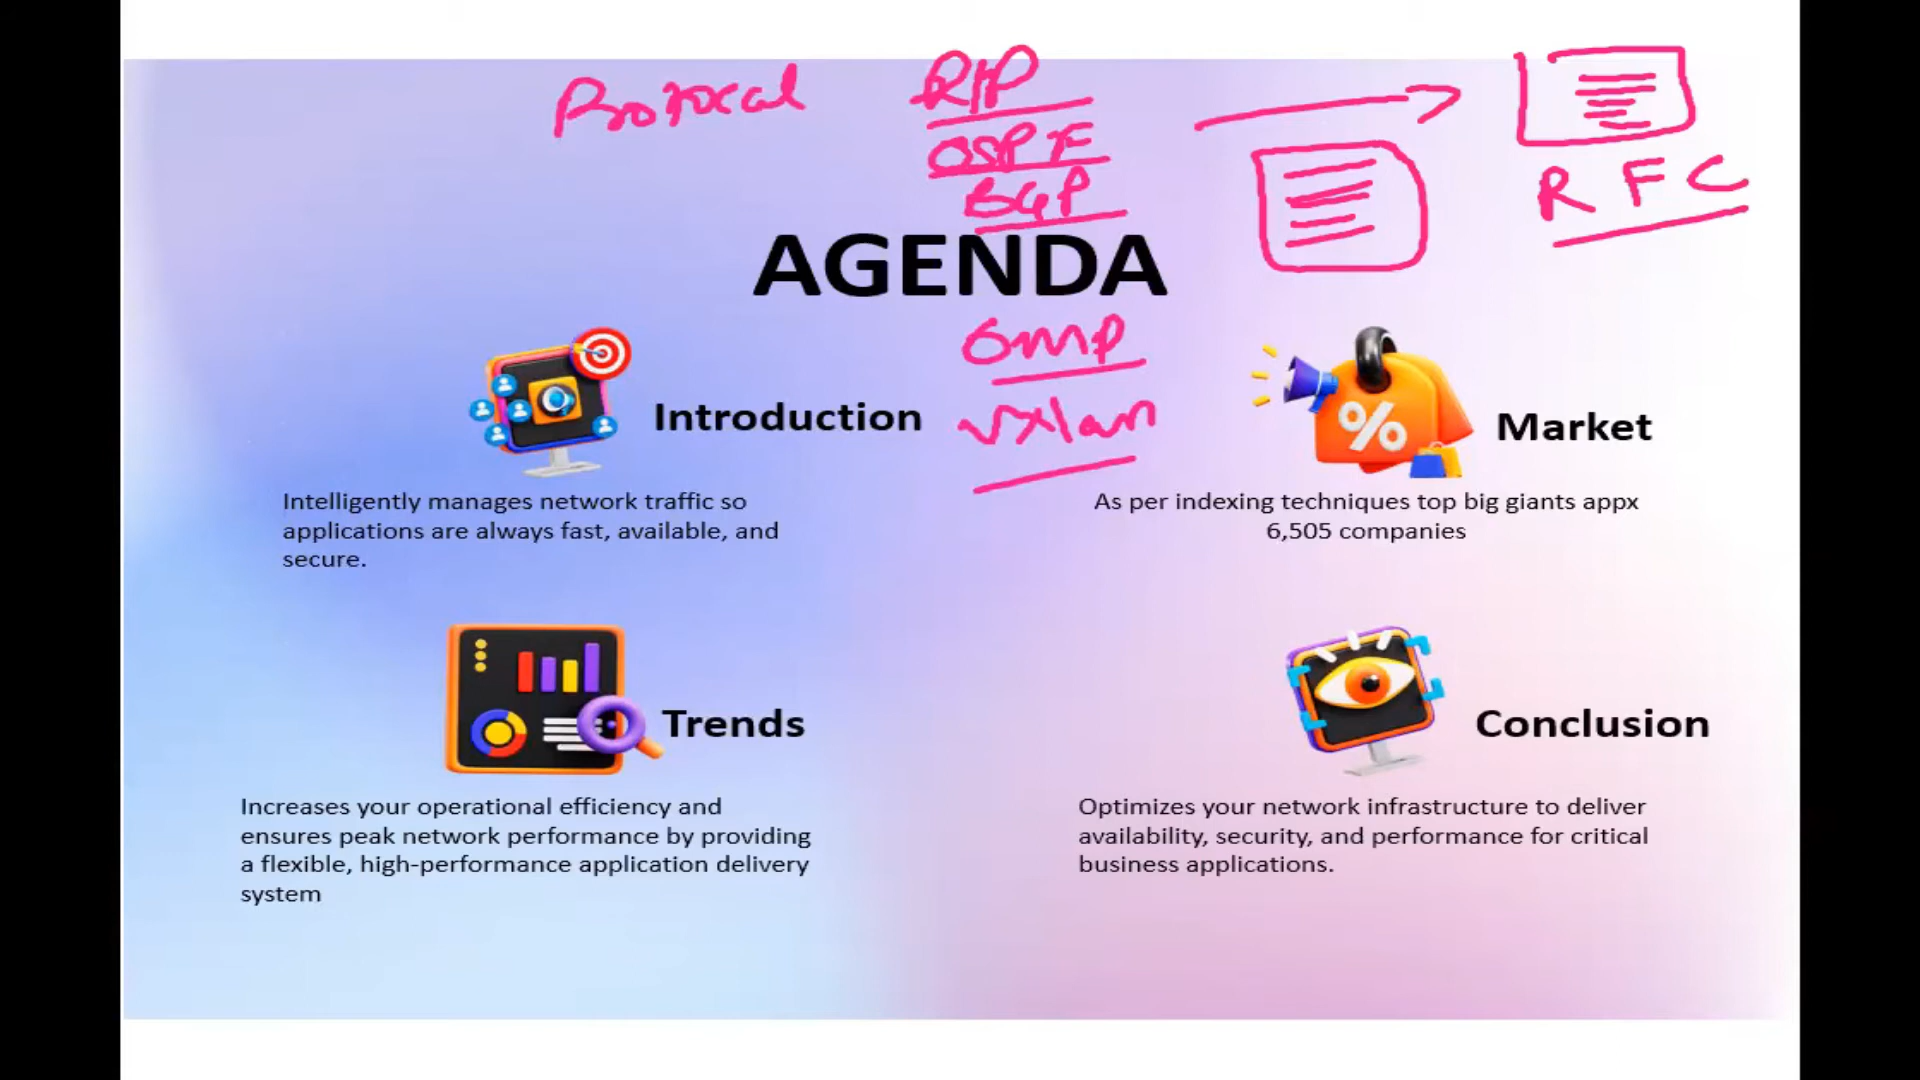 Protocal
RIP
OSPF
BGP
RFC
AGENDA
OMP
Vxlan
Introduction
Market
Intelligently manages network traffic so
applications are always fast, available, and
secure.
As per indexing techniques top big giants appx
6,505 companies
%
Trends
Conclusion
Increases your operational efficiency and
ensures peak network performance by providing
a flexible, high-performance application delivery
system
Optimizes your network infrastructure to deliver
availability, security, and performance for critical
business applications.